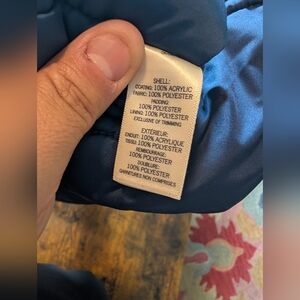 SHELL:
COATING: 100% ACRYLIC
FABRIC: 100% POLYESTER
PADDING:
100% POLYESTER
LINING: 100% POLYESTER
EXCLUSIVE OF TRIMMING
EXTÉRIEUR:
ENDUIT: 100% ACRYLIQUE
TISSU: 100% POLYESTER
REMBOURRAGE:
100% POLYESTER
DOUBLURE:
100% POLYESTER
GARNITURES NON COMPRISES